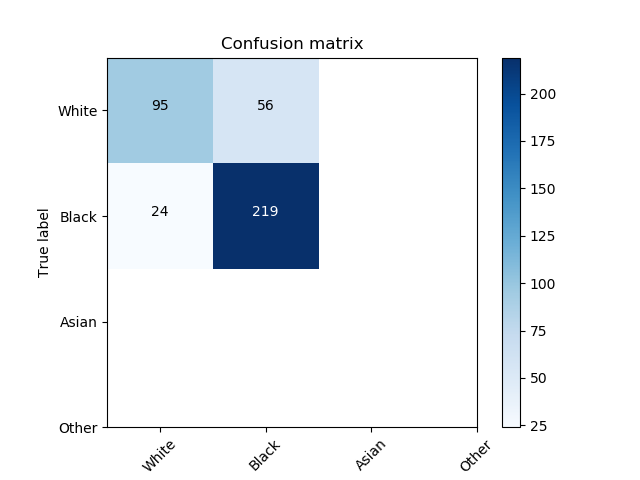 Confusion matrix
True label
White
95
56
Black
24
219
Asian
Other
White
Black
Asian
Other
200
175
150
125
100
75
50
25